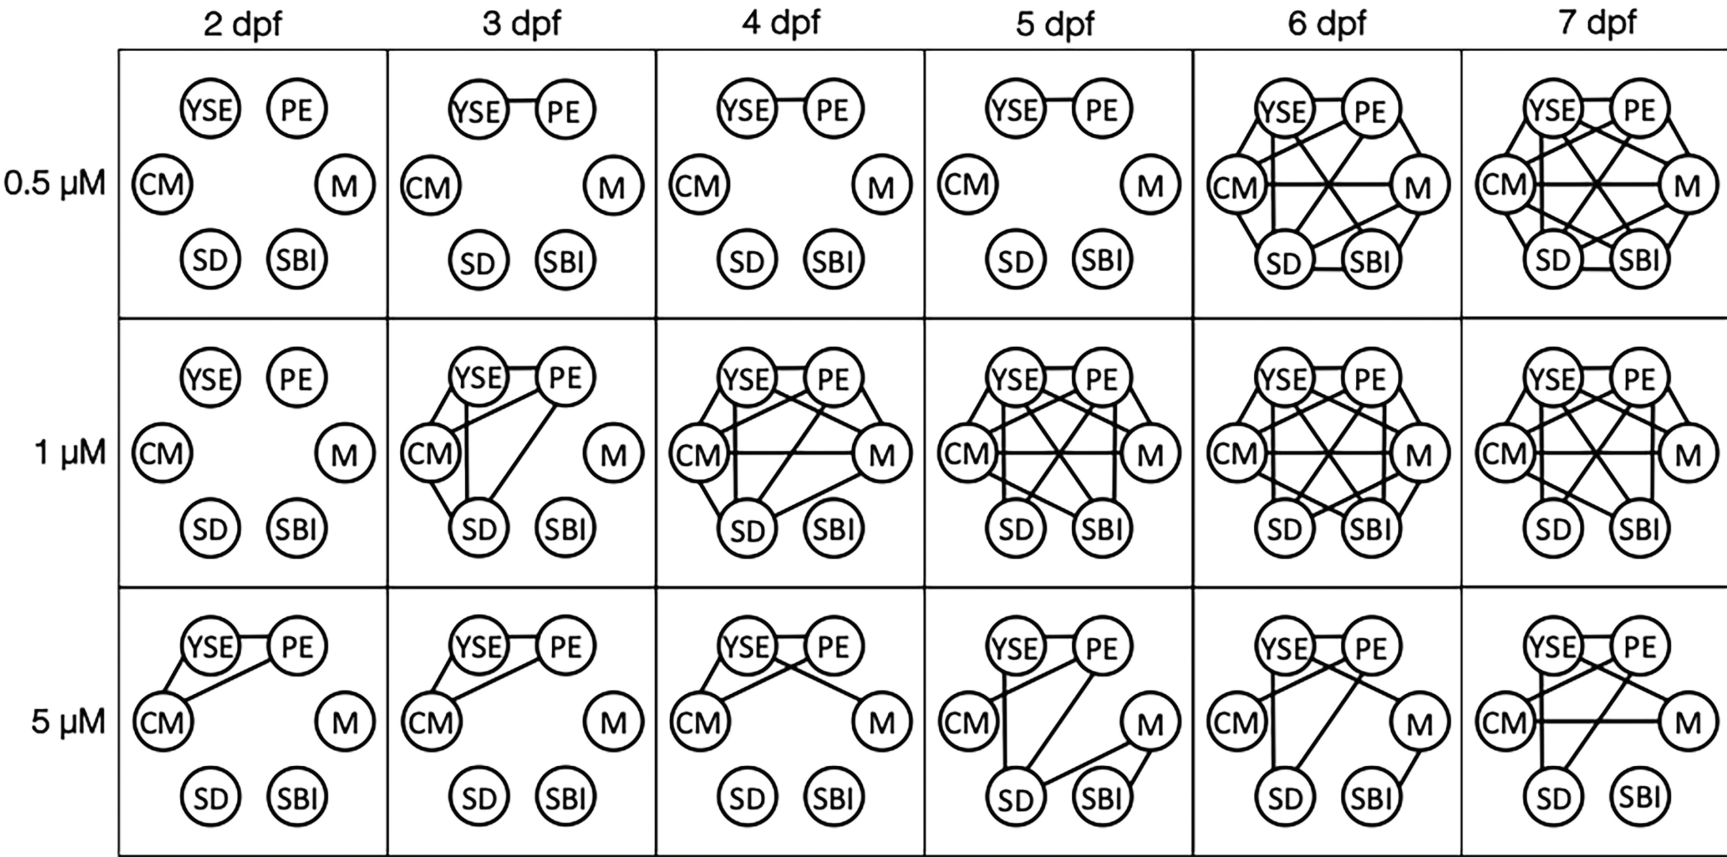 2 dpf 3 dpf 4 dpf 5 dpf 6 dpf 7 dpf
YSE PE YSE PE YSE PE YSE PE YSE PE YSE PE
0.5 µM CM M CM M CM M CM M CM M CM M
SD SBI SD SBI SD SBI SD SBI SD SBI SD SBI
YSE PE YSE PE YSE PE YSE PE YSE PE YSE PE
1 µM CM M CM M CM M CM M CM M CM M
SD SBI SD SBI SD SBI SD SBI SD SBI SD SBI
YSE PE YSE PE YSE PE YSE PE YSE PE YSE PE
5 µM CM M CM M CM M CM M CM M CM M
SD SBI SD SBI SD SBI SD SBI SD SBI SD SBI